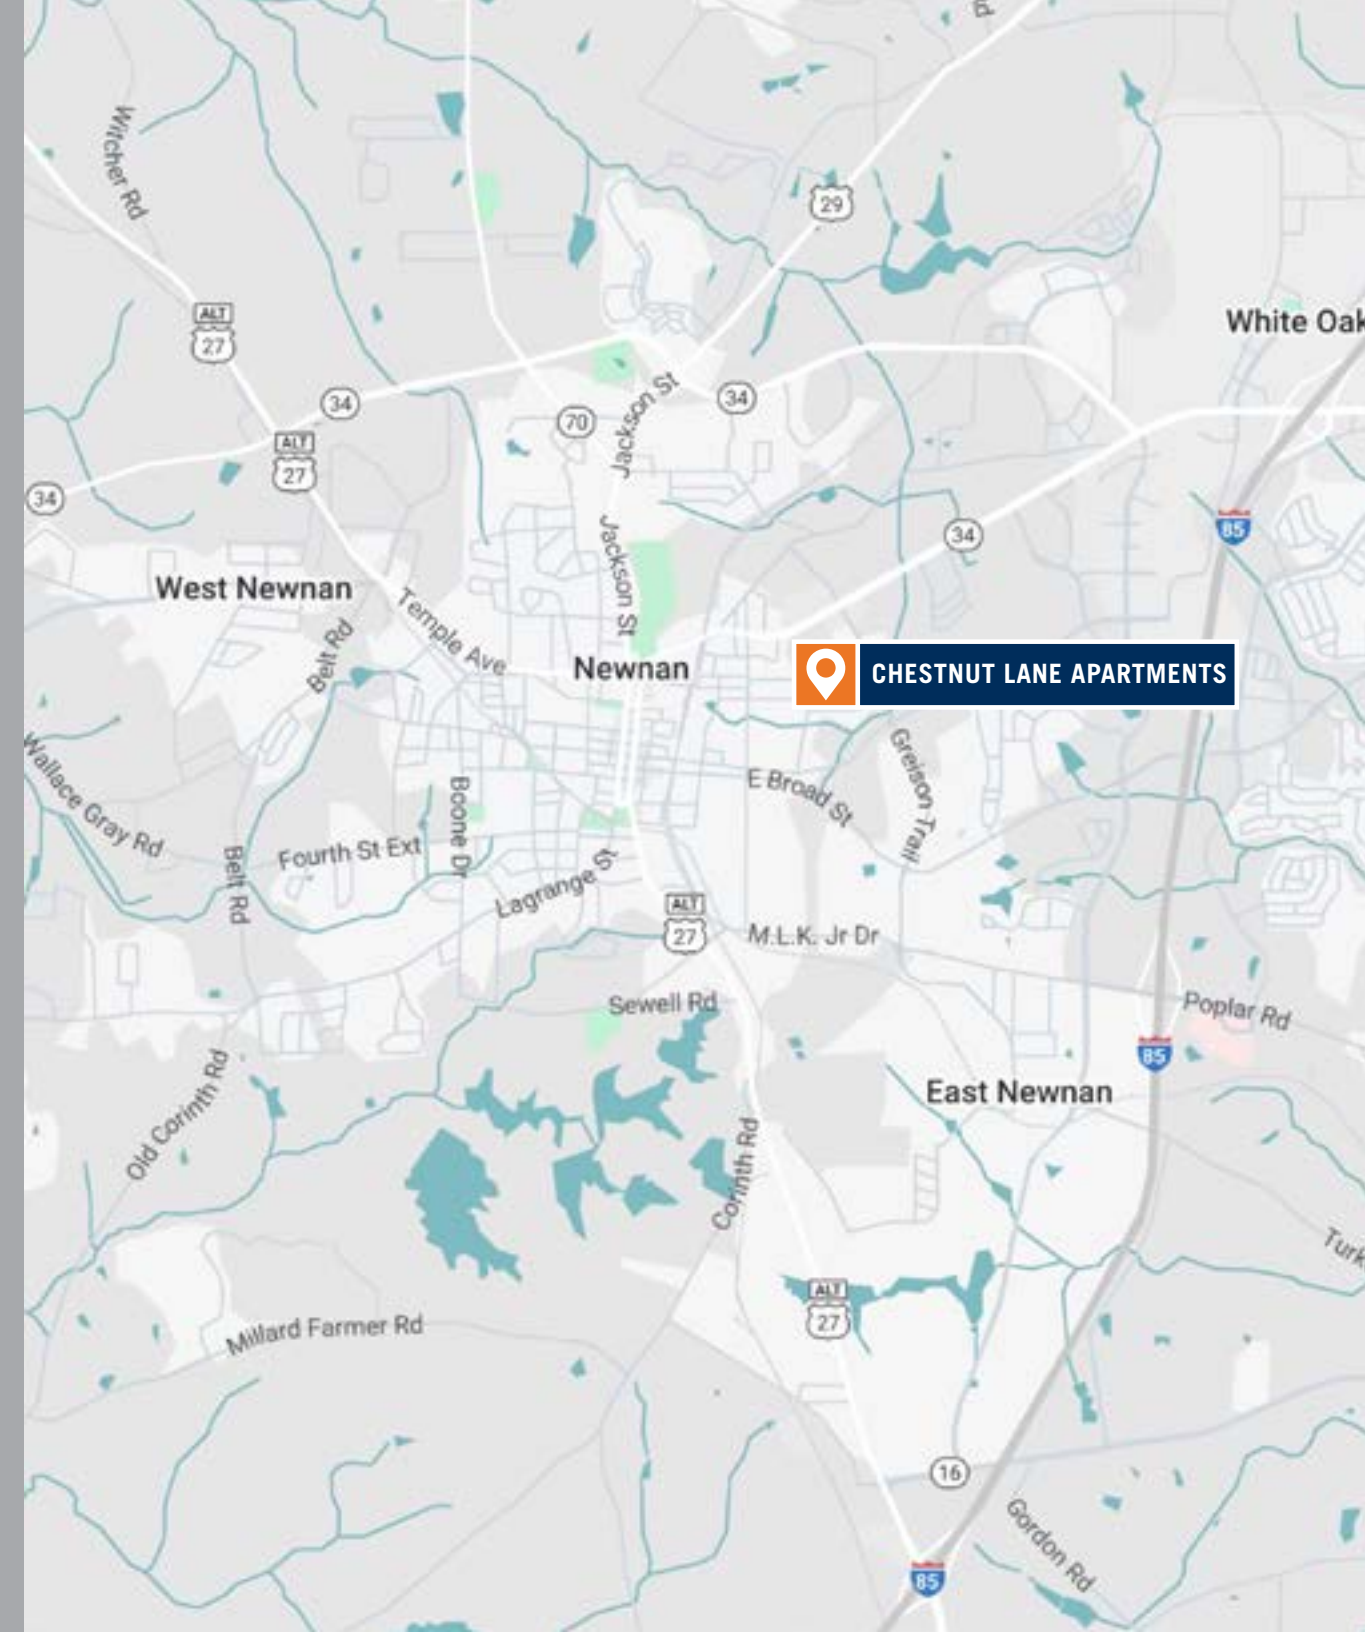 Witcher Rd
29
ALT
27
White Oak
34
Jackson St
34
70
ALT
27
34
Jackson St
85
34
West Newnan
Temple Ave
Belt Rd
Newnan
CHESTNUT LANE APARTMENTS
Wallace Gray Rd
Greison Trail
E Broad St
Boone Dr
Fourth St Ext
Belt Rd
Lagrange St
ALT
27
M.L.K. Jr Dr
Sewell Rd
Poplar Rd
85
East Newnan
Old Corinth Rd
Corinth Rd
Turk
ALT
27
Millard Farmer Rd
16
Gordon Rd
85